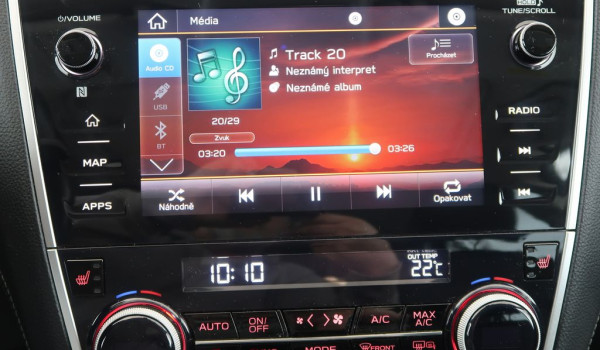 ⏻/VOLUME
Média
HOLD
TUNE/SCROLL
Audio CD
Track 20
Procházet
USB
Neznámý interpret
Neznámé album
20/29
BT
Zvuk
03:20
03:26
MAP
RADIO
APPS
Náhodně
Opakovat
OUT TEMP
10:10
22°C
AUTO
ON/OFF
A/C
MAX A/C
MODE
FRONT